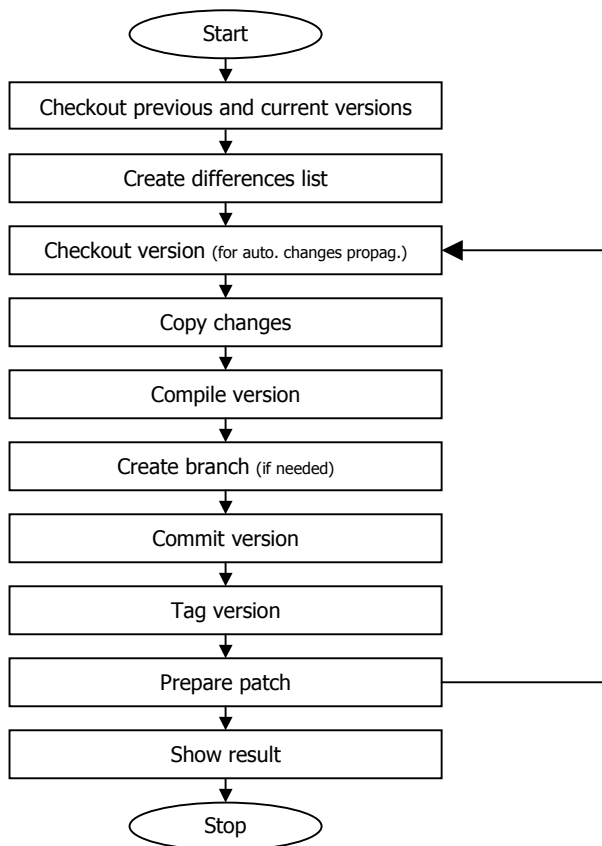 Start
Checkout previous and current versions
Create differences list
Checkout version (for auto. changes propag.)
Copy changes
Compile version
Create branch (if needed)
Commit version
Tag version
Prepare patch
Show result
Stop